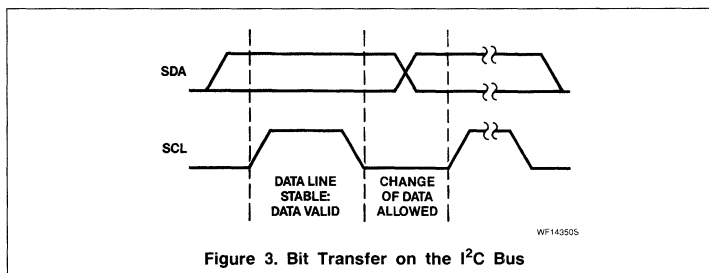 SDA
SCL
DATA LINE
STABLE:
DATA VALID
CHANGE
OF DATA
ALLOWED
WF14350S
Figure 3. Bit Transfer on the I²C Bus